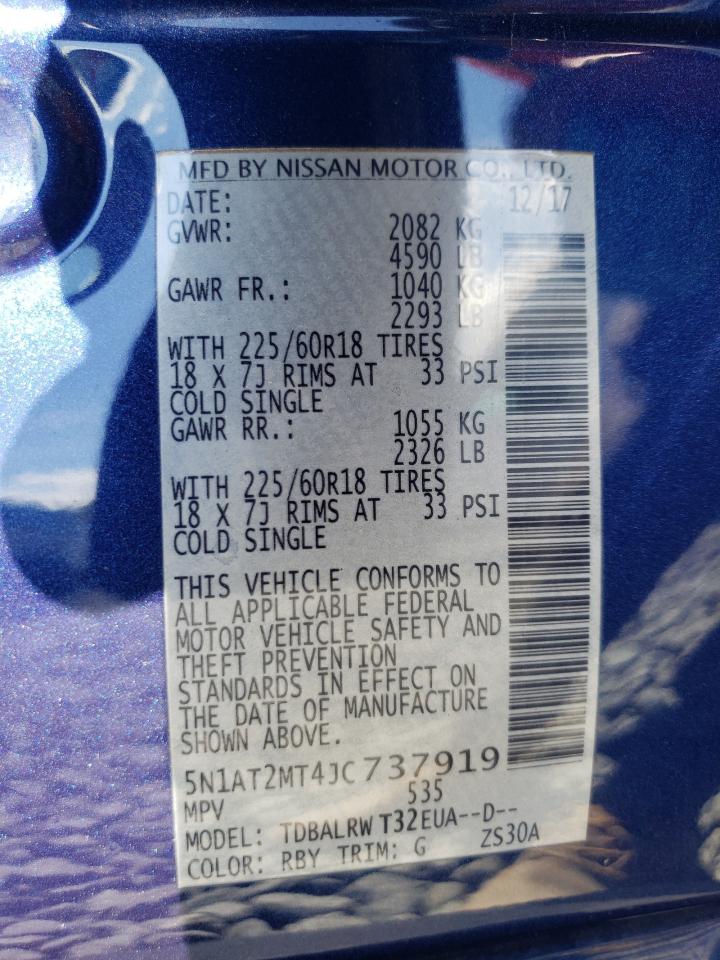 MFD BY NISSAN MOTOR CO., LTD.
DATE: 12/17
GVWR: 2082 KG
4590 LB
GAWR FR.: 1040 KG
2293 LB
WITH 225/60R18 TIRES
18 X 7J RIMS AT 33 PSI
COLD SINGLE
GAWR RR.: 1055 KG
2326 LB
WITH 225/60R18 TIRES
18 X 7J RIMS AT 33 PSI
COLD SINGLE
THIS VEHICLE CONFORMS TO
ALL APPLICABLE FEDERAL
MOTOR VEHICLE SAFETY AND
THEFT PREVENTION
STANDARDS IN EFFECT ON
THE DATE OF MANUFACTURE
SHOWN ABOVE.
5N1AT2MT4JC737919
MPV 535
MODEL: TDBALRW T32EUA--D--
COLOR: RBY TRIM: G ZS30A